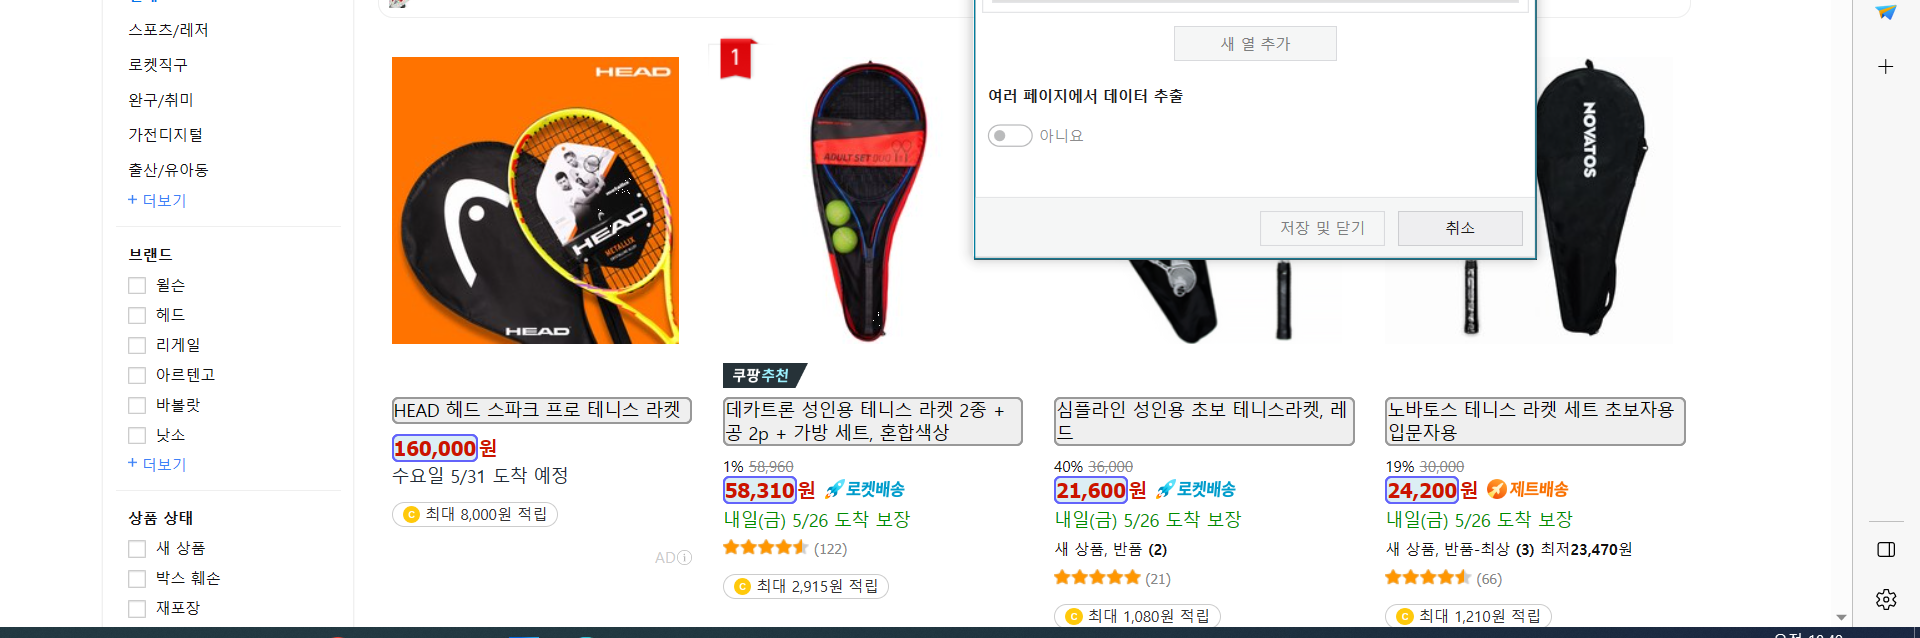 스포츠/레저
로켓직구
완구/취미
가전디지털
출산/유아동
+ 더보기
브랜드
윌슨
헤드
리게일
아르텐고
바볼랏
낫소
+ 더보기
상품 상태
새 상품
박스 훼손
재포장
HEAD
HEAD
METALLIX
HEAD
HEAD 헤드 스파크 프로 테니스 라켓
160,000원
수요일 5/31 도착 예정
최대 8,000원 적립
AD
1
ADULT SET DUO
쿠팡추천
데카트론 성인용 테니스 라켓 2종 +
공 2p + 가방 세트, 혼합색상
1% 58,960
58,310원 로켓배송
내일(금) 5/26 도착 보장
(122)
최대 2,915원 적립
새 열 추가
여러 페이지에서 데이터 추출
아니요
저장 및 닫기
취소
심플라인 성인용 초보 테니스라켓, 레
드
40% 36,000
21,600원 로켓배송
내일(금) 5/26 도착 보장
새 상품, 반품 (2)
(21)
최대 1,080원 적립
NOVATOS
노바토스 테니스 라켓 세트 초보자용
입문자용
19% 30,000
24,200원 제트배송
내일(금) 5/26 도착 보장
새 상품, 반품-최상 (3) 최저23,470원
(66)
최대 1,210원 적립